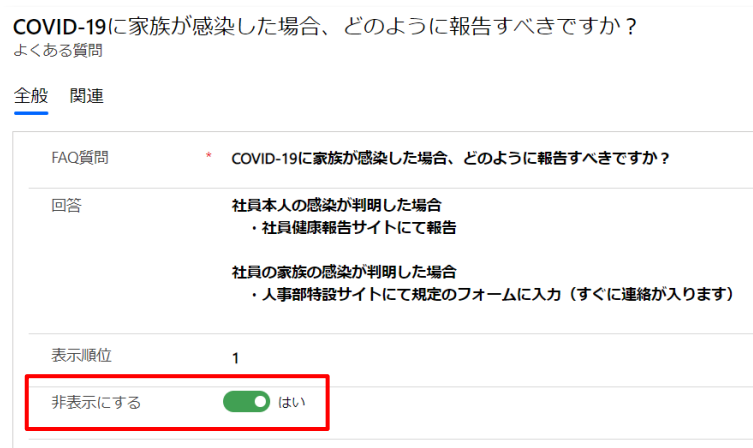 COVID-19に家族が感染した場合、どのように報告すべきですか？
よくある質問
全般 関連
FAQ質問 * COVID-19に家族が感染した場合、どのように報告すべきですか？
回答 社員本人の感染が判明した場合
・社員健康報告サイトにて報告
社員の家族の感染が判明した場合
・人事部特設サイトにて規定のフォームに入力（すぐに連絡が入ります）
表示順位 1
非表示にする はい